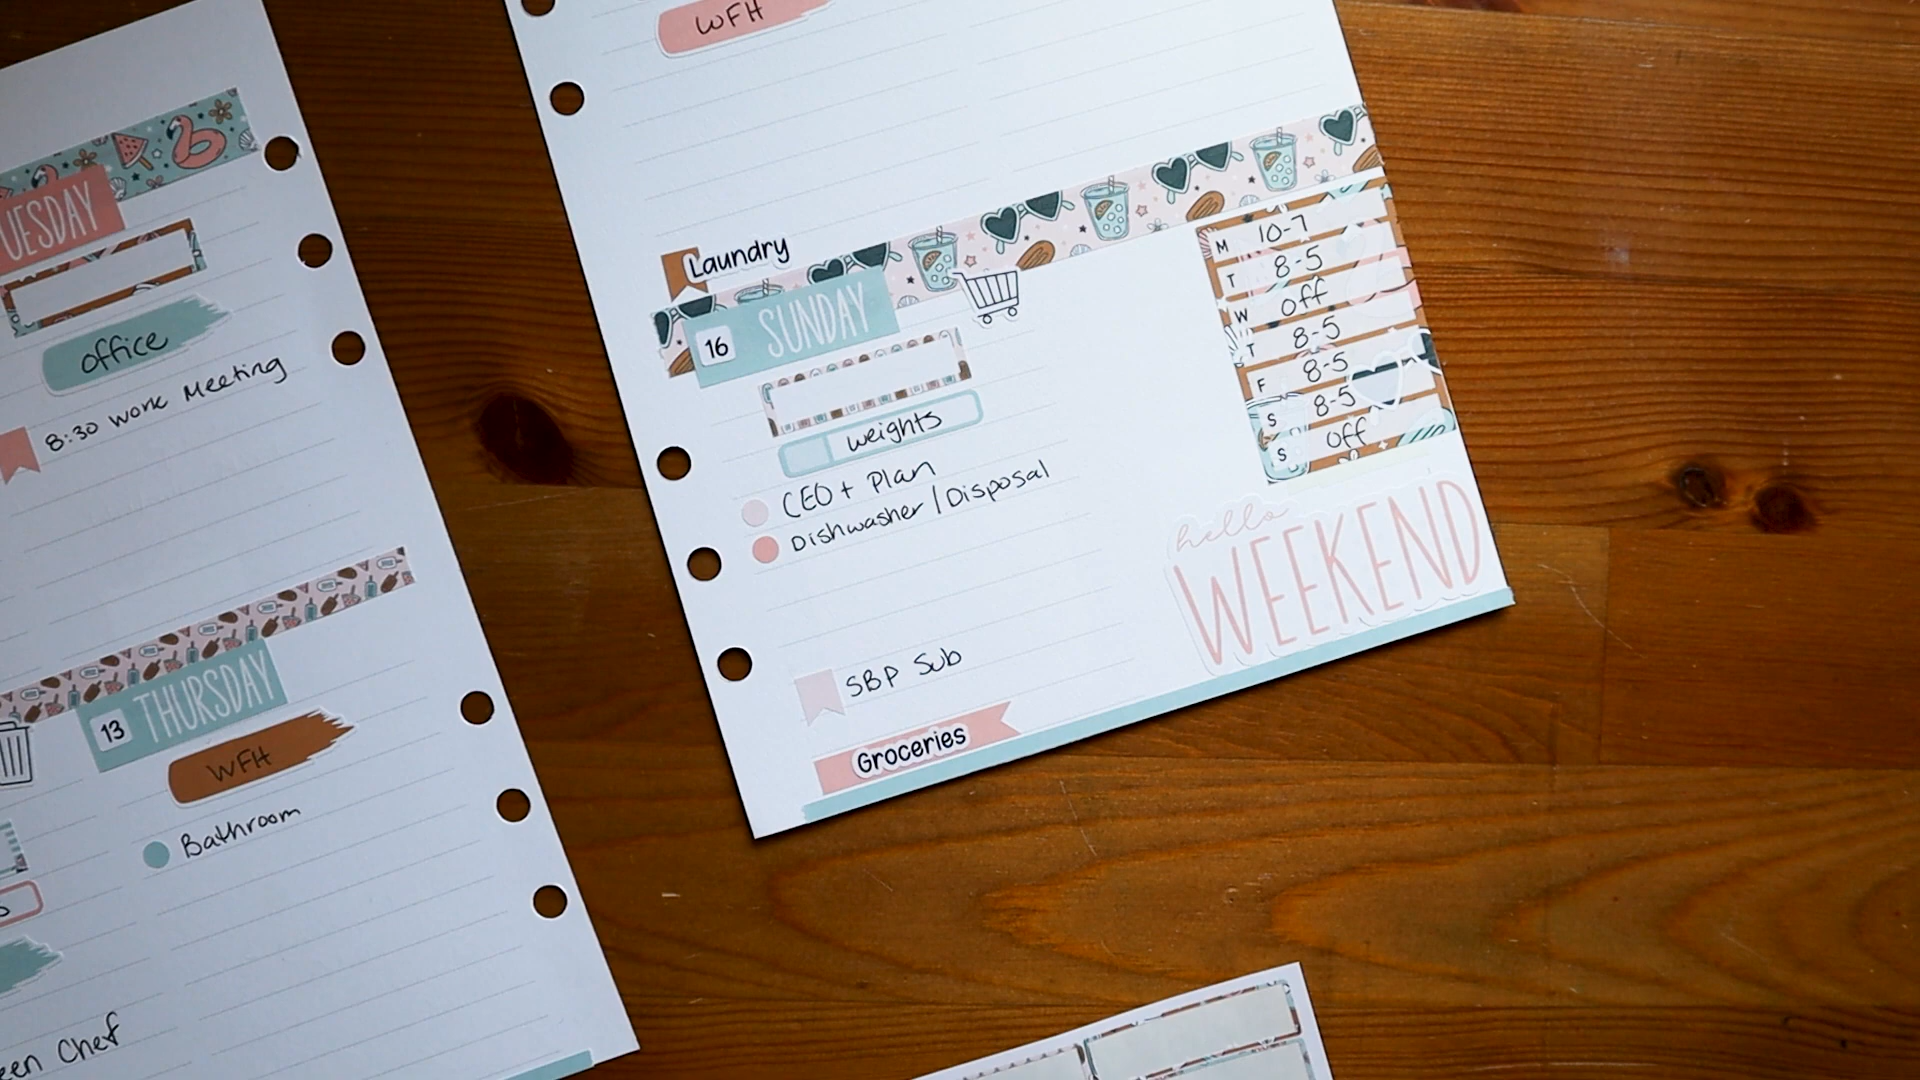 UESDAY
office
8:30 work Meeting
13 THURSDAY
WFH
Bathroom
een Chef
WFH
Laundry
16 SUNDAY
weights
CEO + Plan
Dishwasher / Disposal
SBP Sub
Groceries
M 10-7
T 8-5
W off
T 8-5
F 8-5
S 8-5
S off
hello
WEEKEND